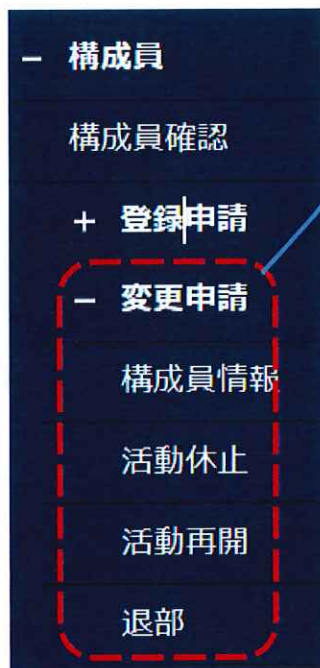 − 構成員
構成員確認
+ 登録申請
− 変更申請
構成員情報
活動休止
活動再開
退部